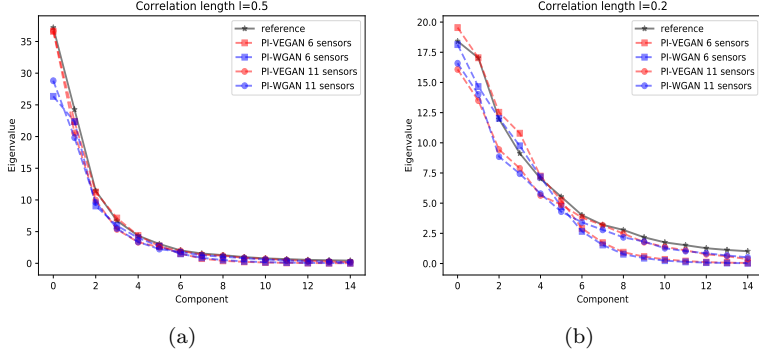 Correlation length l=0.5
reference
PI-VEGAN 6 sensors
PI-WGAN 6 sensors
PI-VEGAN 11 sensors
PI-WGAN 11 sensors
Eigenvalue
35
30
25
20
15
10
5
0
0 2 4 6 8 10 12 14
Component
(a)
Correlation length l=0.2
reference
PI-VEGAN 6 sensors
PI-WGAN 6 sensors
PI-VEGAN 11 sensors
PI-WGAN 11 sensors
Eigenvalue
20.0
17.5
15.0
12.5
10.0
7.5
5.0
2.5
0.0
0 2 4 6 8 10 12 14
Component
(b)